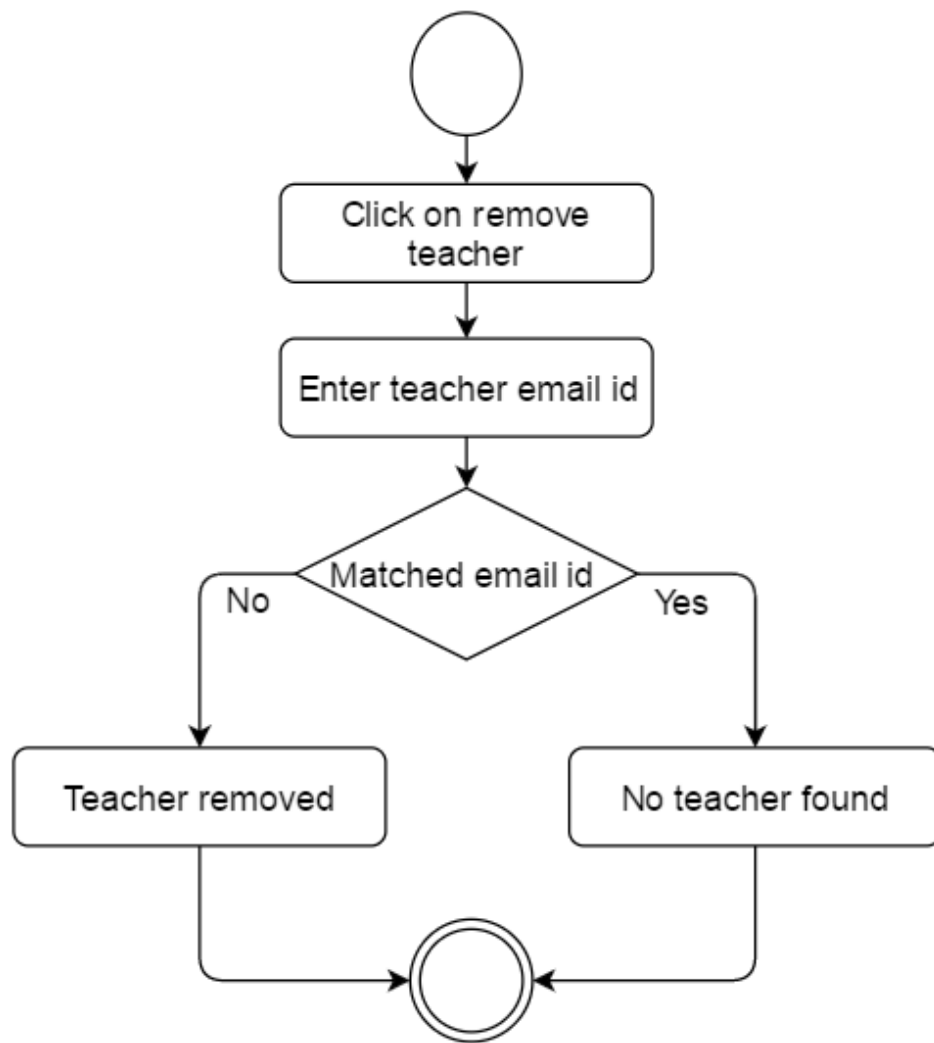 Click on remove
teacher
Enter teacher email id
Matched email id
No
Yes
Teacher removed
No teacher found